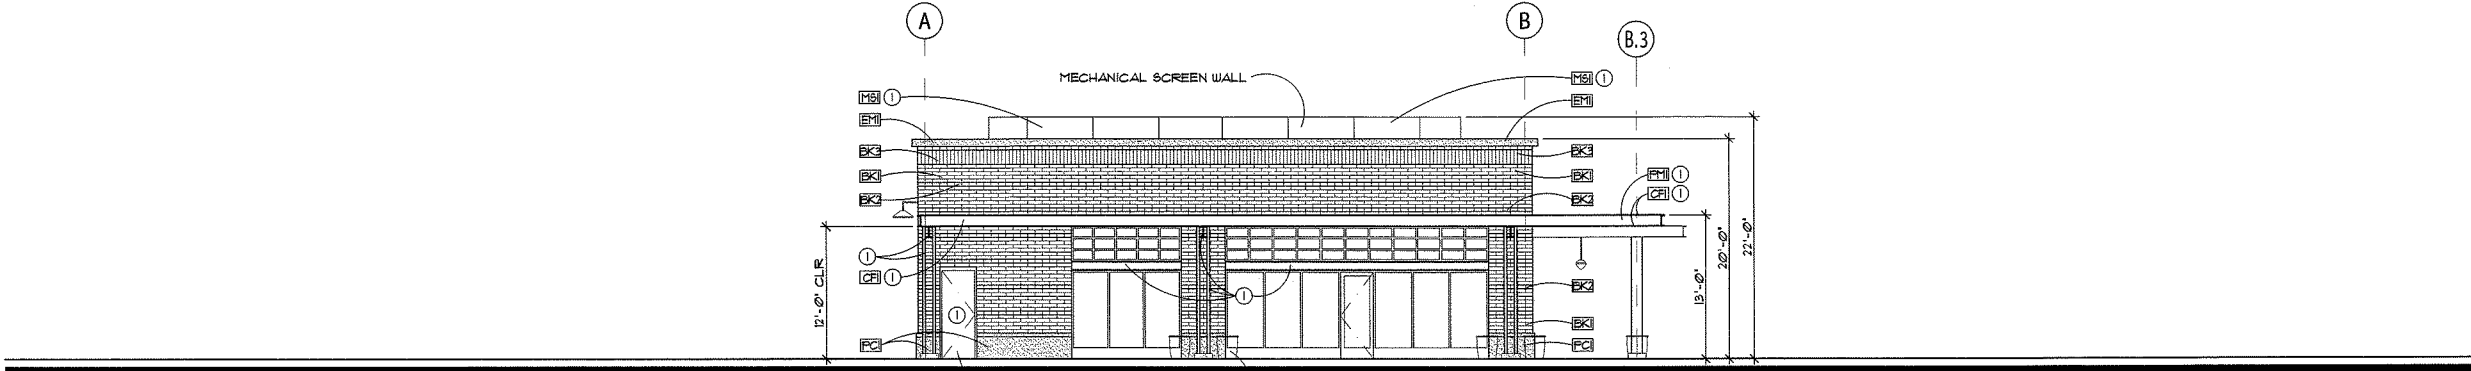 A
B
B.3
MECHANICAL SCREEN WALL
MS1 1
EM1
BK3
BK1
BK2
1
CF1 1
PC1
12'-0" CLR
1
1
MS1 1
EM1
BK3
BK1
BK2
PM1 1
CF1 1
BK2
BK1
PC1
13'-0"
20'-0"
22'-0"